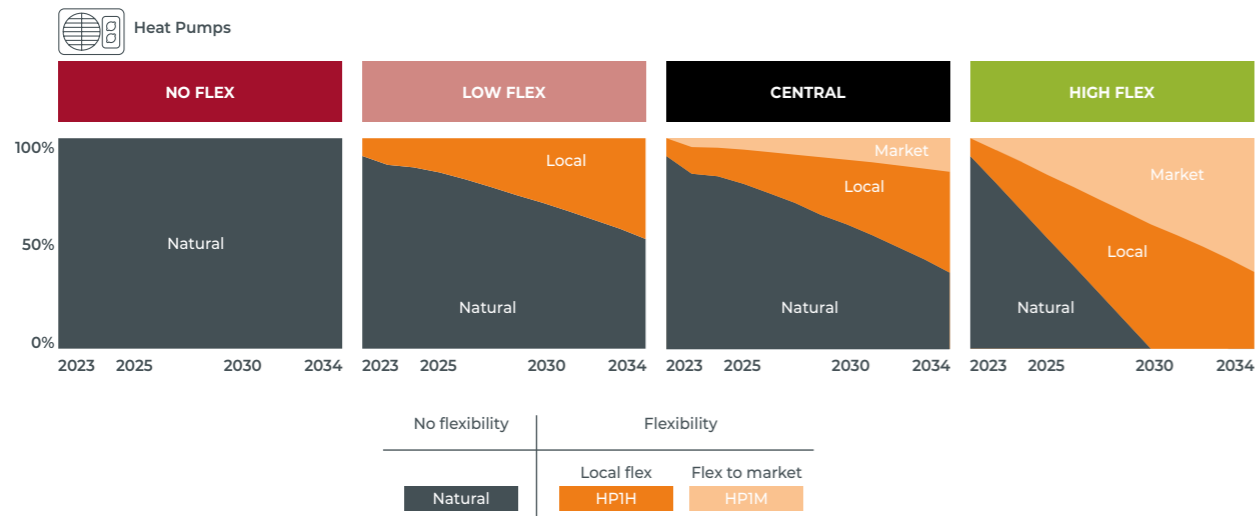 Heat Pumps
NO FLEX
LOW FLEX
CENTRAL
HIGH FLEX
100%
50%
0%
Natural
Local
Natural
Market
Local
Natural
Market
Local
Natural
2023 2025 2030 2034
2023 2025 2030 2034
2023 2025 2030 2034
2023 2025 2030 2034
No flexibility Flexibility
Local flex Flex to market
Natural HP1H HP1M